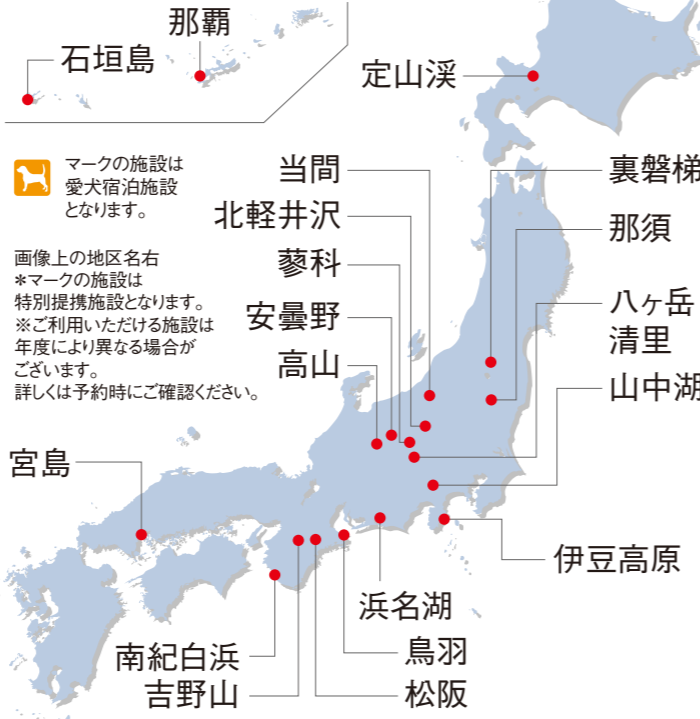 那覇
石垣島
定山渓
マークの施設は
愛犬宿泊施設
となります。
画像上の地区名右
*マークの施設は
特別提携施設となります。
※ご利用いただける施設は
年度により異なる場合が
ございます。
詳しくは予約時にご確認ください。
当間
北軽井沢
蓼科
安曇野
高山
裏磐梯
那須
八ヶ岳
清里
山中湖
宮島
伊豆高原
浜名湖
南紀白浜
鳥羽
吉野山
松阪